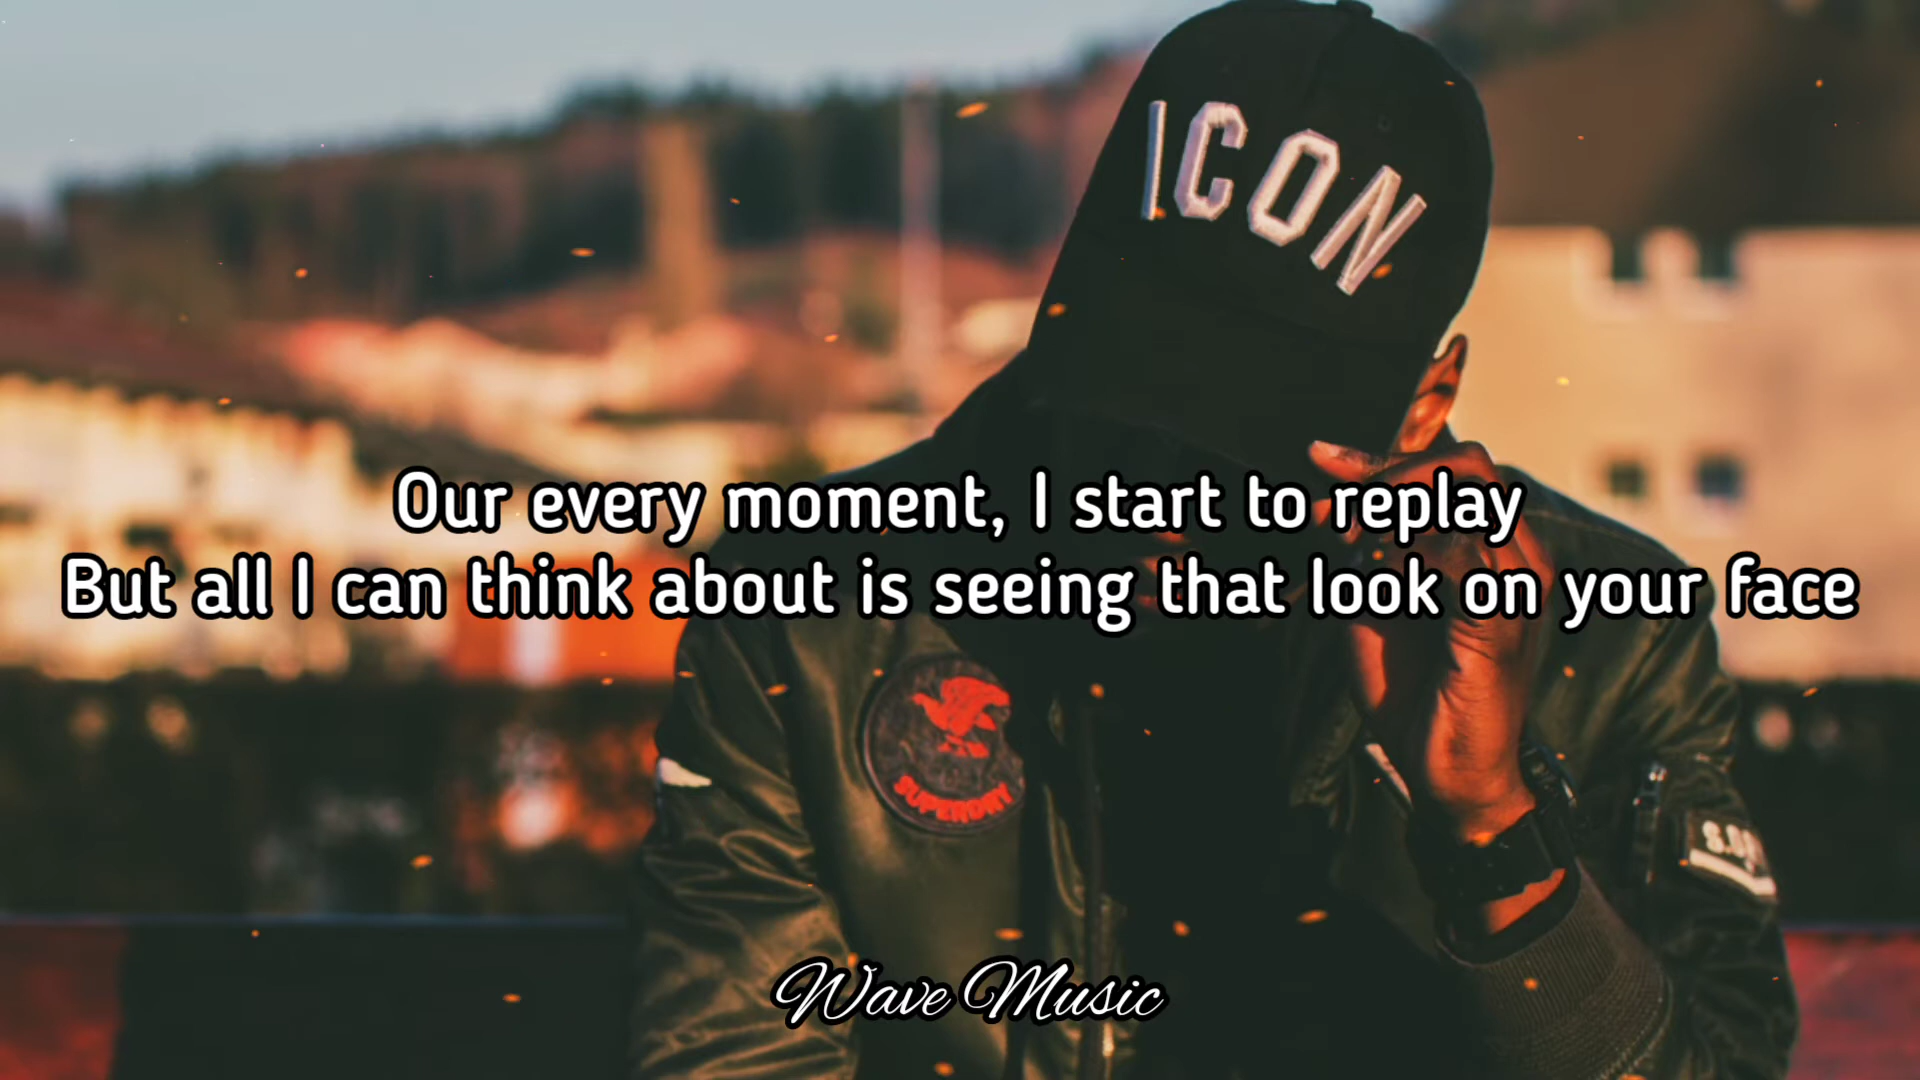 ICON
Our every moment, I start to replay
But all I can think about is seeing that look on your face
SUPERDRY
Wave Music